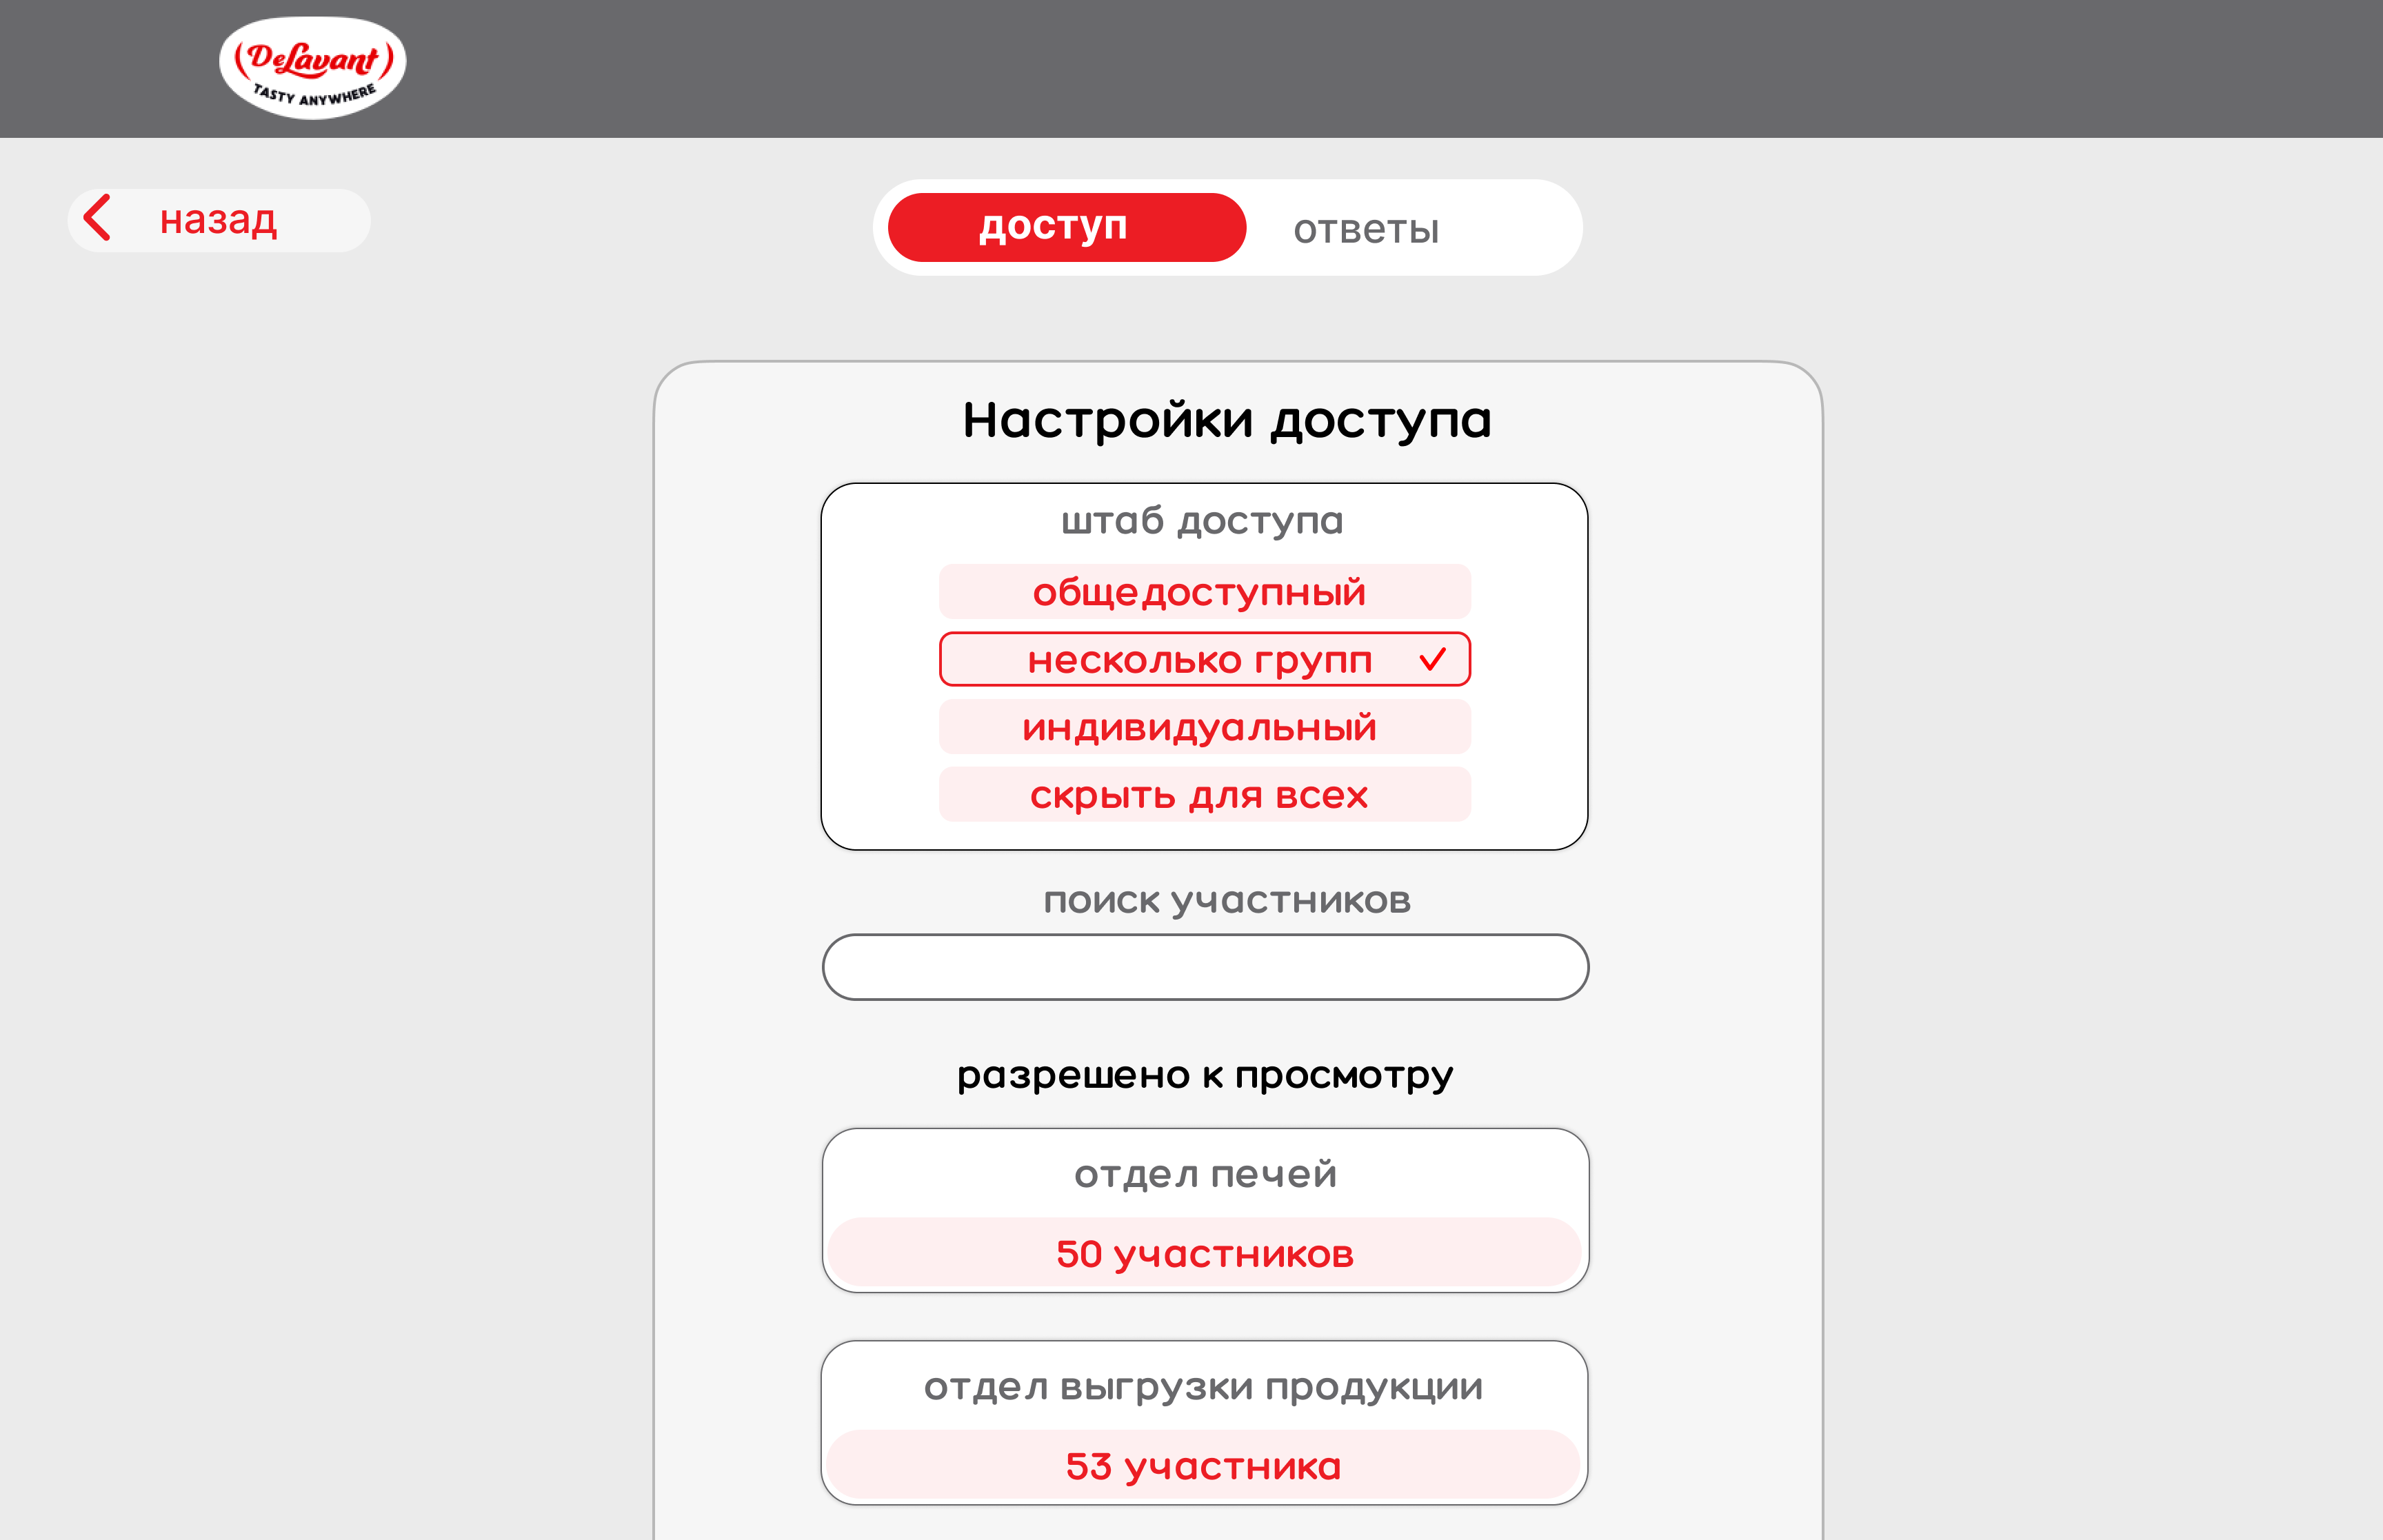 DeLavant
TASTY ANYWHERE
назад
доступ
ответы
Настройки доступа
штаб доступа
общедоступный
несколько групп
индивидуальный
скрыть для всех
поиск участников
разрешено к просмотру
отдел печей
50 участников
отдел выгрузки продукции
53 участника